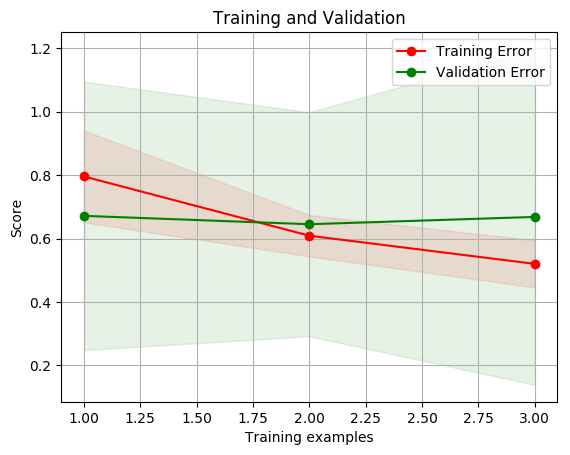 Training and Validation
Training Error
Validation Error
1.2
1.0
0.8
0.6
0.4
0.2
Score
1.00 1.25 1.50 1.75 2.00 2.25 2.50 2.75 3.00
Training examples